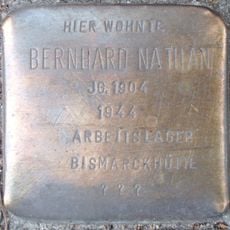 HIER WOHNTE
BERNHARD NATHAN
JG. 1904
1944
ARBEITSLAGER
BISMARCKHÜTTE
? ? ?